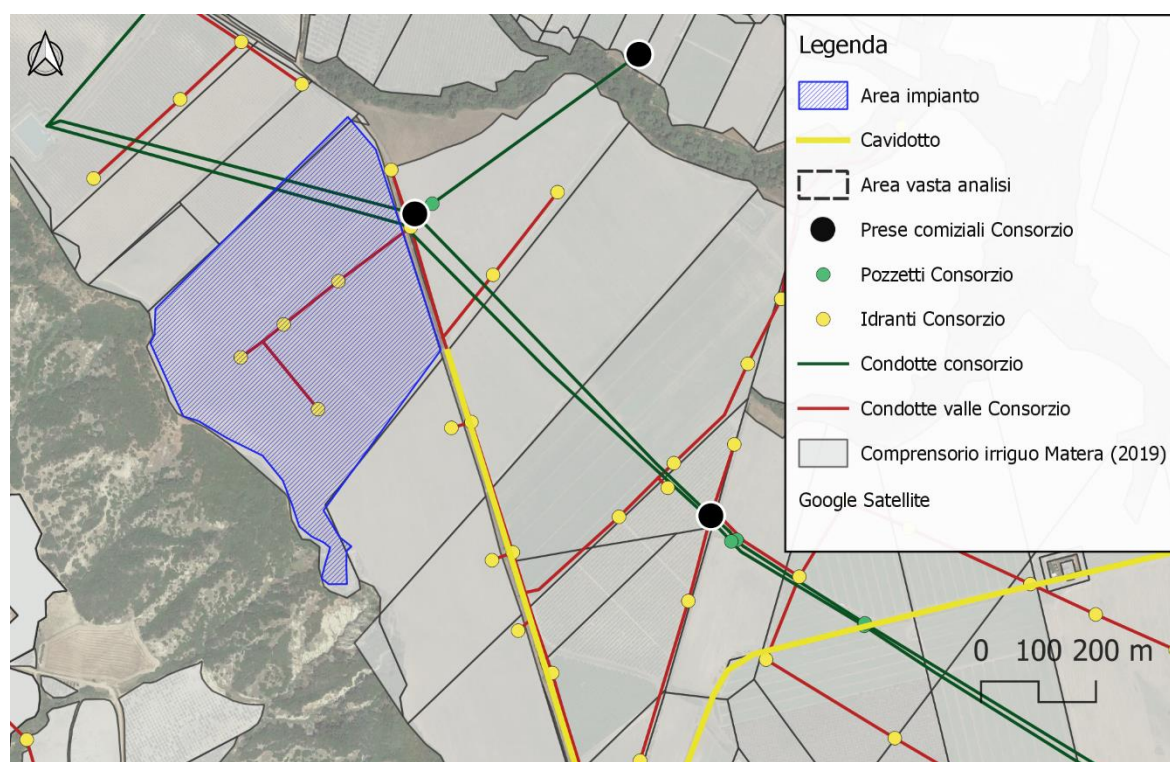 Legenda
Area impianto
Cavidotto
Area vasta analisi
Prese comiziali Consorzio
Pozzetti Consorzio
Idranti Consorzio
Condotte consorzio
Condotte valle Consorzio
Comprensorio irriguo Matera (2019)
Google Satellite
0 100 200 m